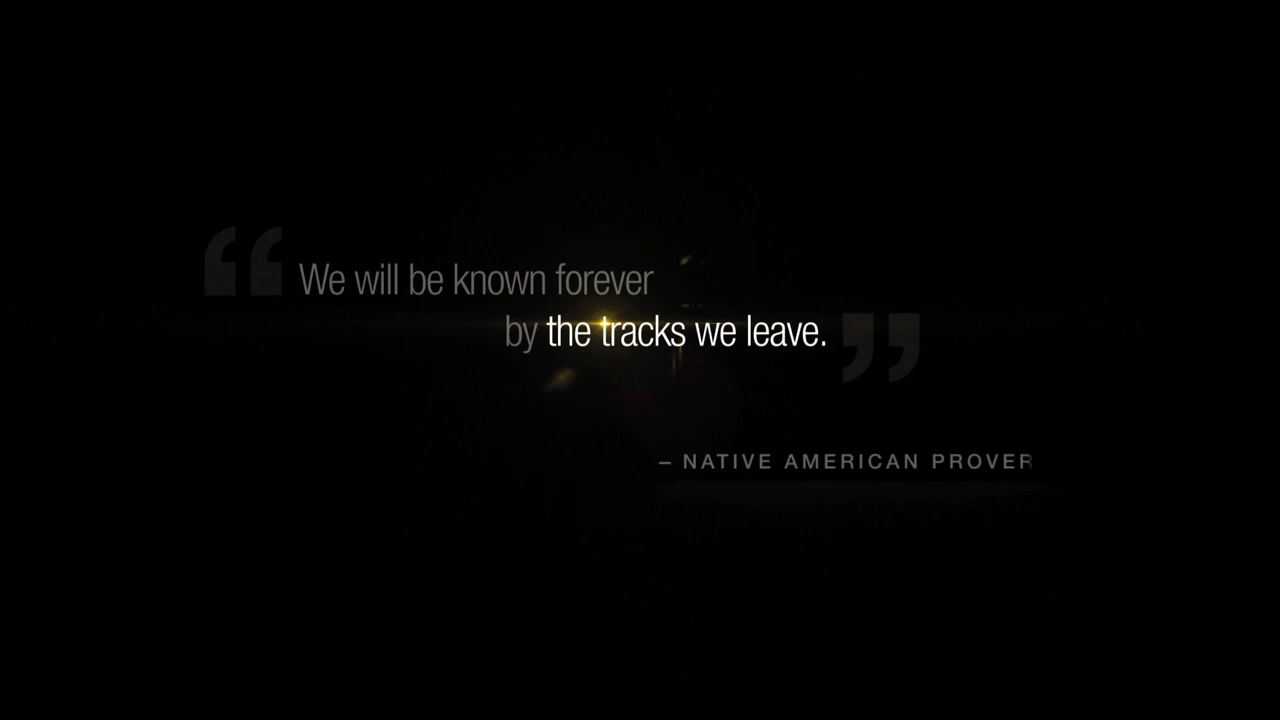 “We will be known forever
by the tracks we leave.”
– NATIVE AMERICAN PROVER